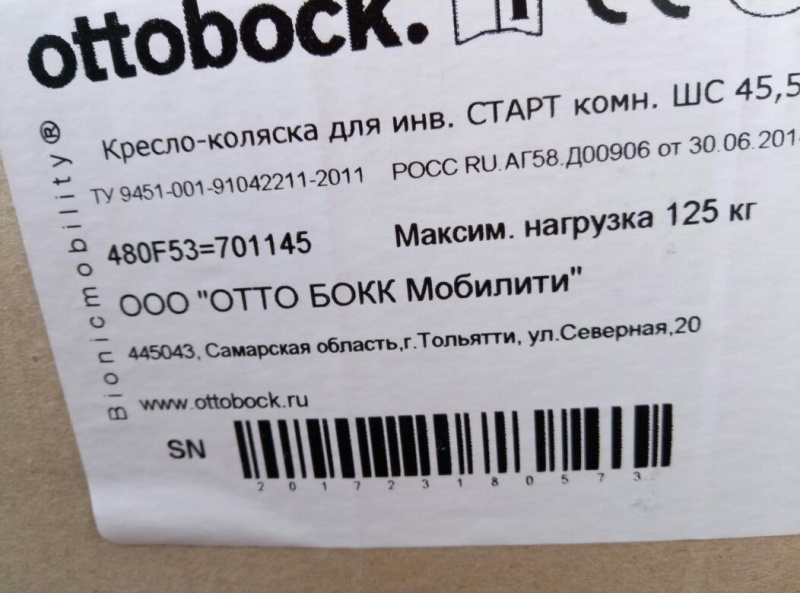 ottobock.
Bionicmobility®
Кресло-коляска для инв. СТАРТ комн. ШС 45,5
ТУ 9451-001-91042211-2011 РОСС RU.АГ58.Д00906 от 30.06.201
480F53=701145 Максим. нагрузка 125 кг
ООО "ОТТО БОКК Мобилити"
445043, Самарская область,г.Тольятти, ул.Северная,20
www.ottobock.ru
SN
201723180573